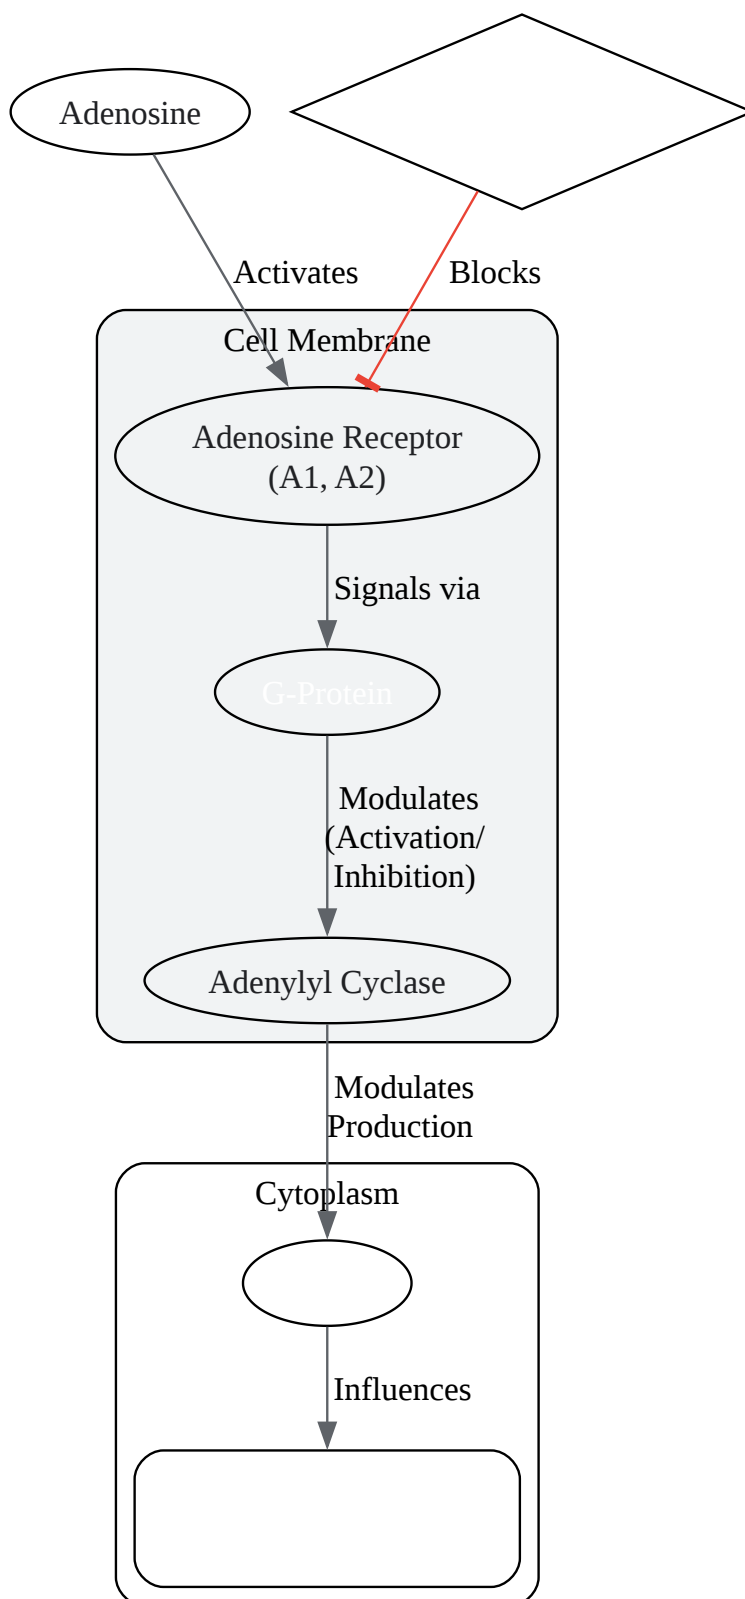 Adenosine
Activates
Blocks
Cell Membrane
Adenosine Receptor
(A1, A2)
Signals via
G-Protein
Modulates
(Activation/
Inhibition)
Adenylyl Cyclase
Modulates
Production
Cytoplasm
Influences